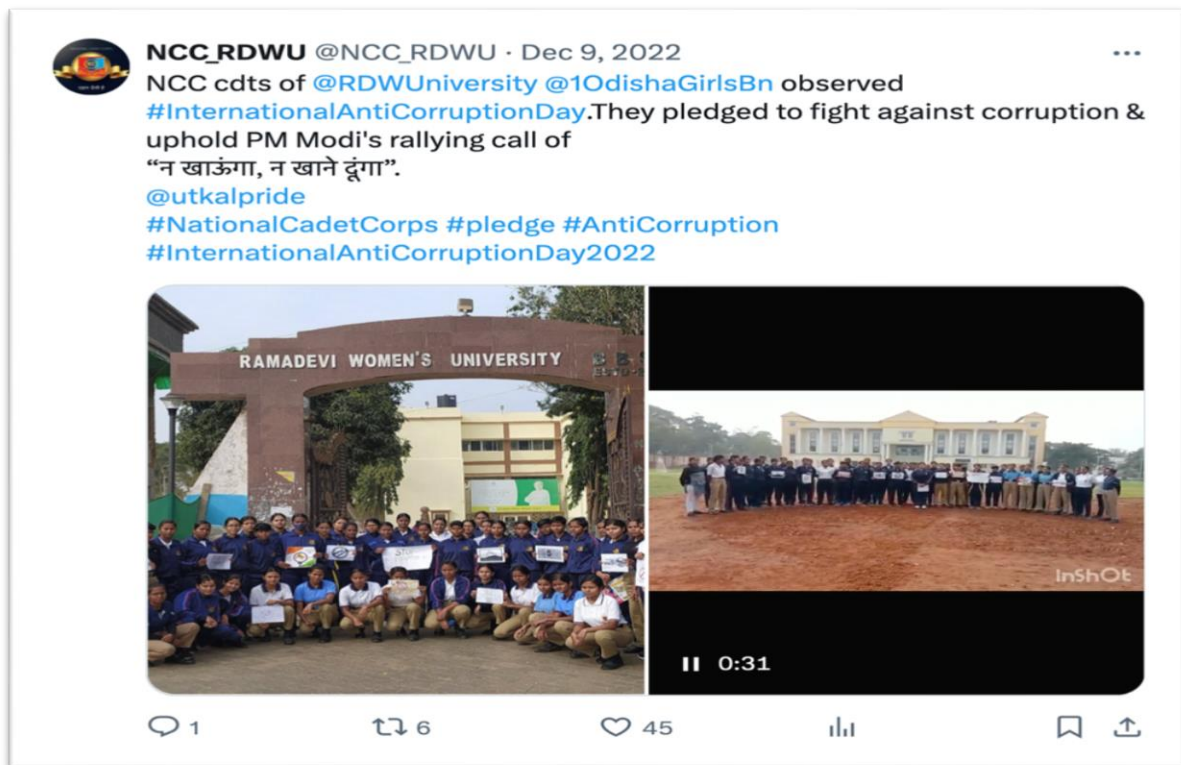 NCC_RDWU @NCC_RDWU · Dec 9, 2022
NCC cdts of @RDWUniversity @1OdishaGirlsBn observed
#InternationalAntiCorruptionDay.They pledged to fight against corruption &
uphold PM Modi's rallying call of
“न खाऊंगा, न खाने दूंगा”.
@utkalpride
#NationalCadetCorps #pledge #AntiCorruption
#InternationalAntiCorruptionDay2022
RAMADEVI WOMEN'S UNIVERSITY
InShOt
0:31
1
6
45